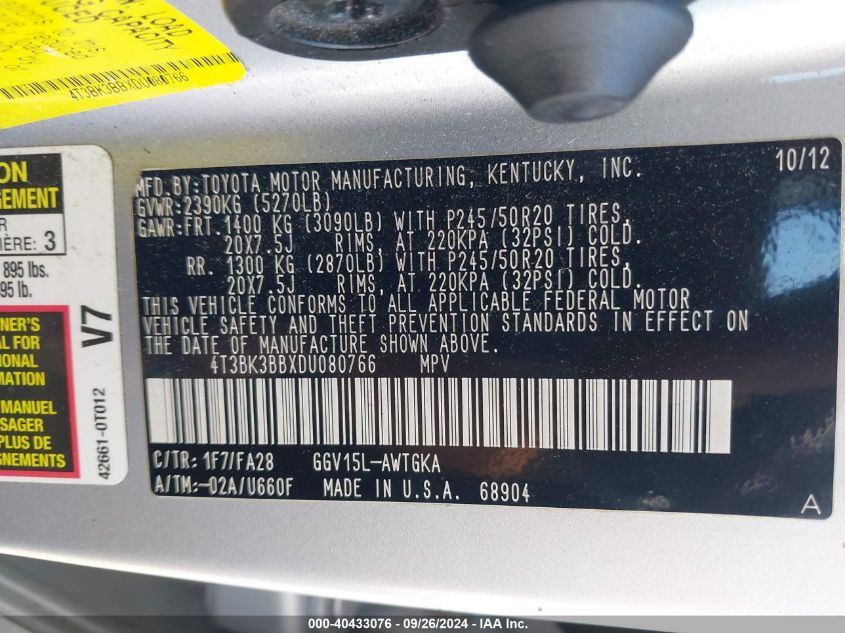 LOAD
CAPACITY
4T3BK3BBXDU080766
ON
GEMENT
3
895 lbs.
95 lb.
NER'S
L FOR
IONAL
MATION
MANUEL
SAGER
PLUS DE
IGNEMENTS
V7
42661-0T012
MFD.BY:TOYOTA MOTOR MANUFACTURING, KENTUCKY, INC. 10/12
GVWR:2390KG (5270LB)
GAWR:FRT.1400 KG (3090LB) WITH P245/50R20 TIRES,
20X7.5J RIMS, AT 220KPA (32PSI) COLD.
RR. 1300 KG (2870LB) WITH P245/50R20 TIRES,
20X7.5J RIMS, AT 220KPA (32PSI) COLD.
THIS VEHICLE CONFORMS TO ALL APPLICABLE FEDERAL MOTOR
VEHICLE SAFETY AND THEFT PREVENTION STANDARDS IN EFFECT ON
THE DATE OF MANUFACTURE SHOWN ABOVE.
4T3BK3BBXDU080766 MPV
C/TR: 1F7/FA28 GGV15L-AWTGKA
A/TM:-02A/U660F MADE IN U.S.A. 68904
A
000-40433076 - 09/26/2024 - IAA Inc.